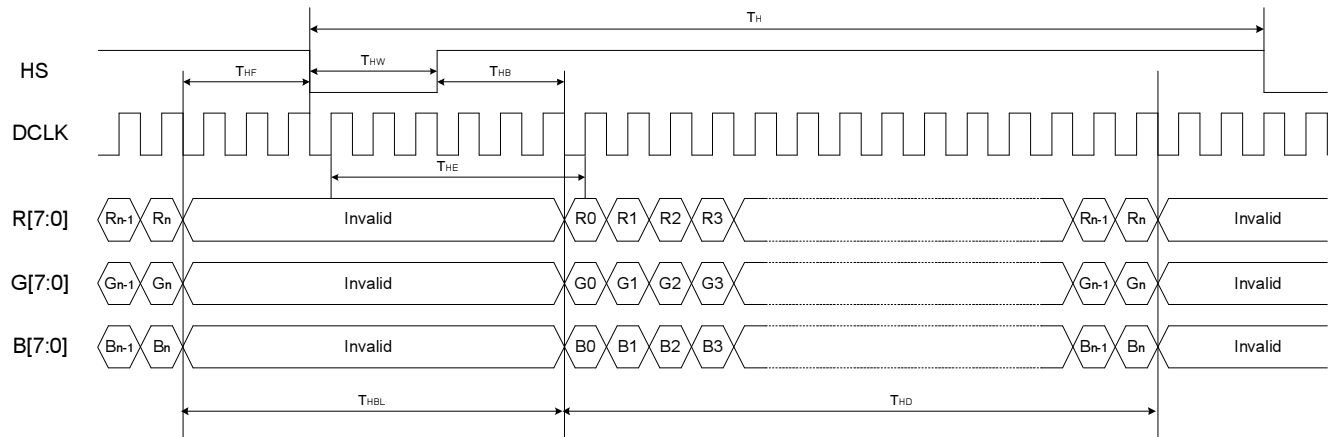 TH
HS
THF
THW
THB
DCLK
THE
R[7:0] Rn-1 Rn Invalid R0 R1 R2 R3 Rn-1 Rn Invalid
G[7:0] Gn-1 Gn Invalid G0 G1 G2 G3 Gn-1 Gn Invalid
B[7:0] Bn-1 Bn Invalid B0 B1 B2 B3 Bn-1 Bn Invalid
THBL THD